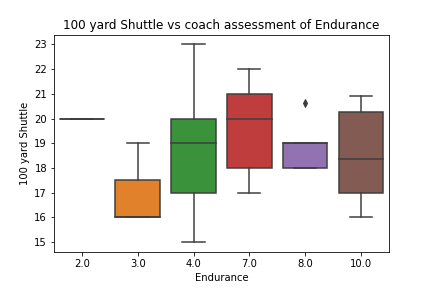 100 yard Shuttle vs coach assessment of Endurance
23
22
21
20
19
18
17
16
15
100 yard Shuttle
2.0 3.0 4.0 7.0 8.0 10.0
Endurance